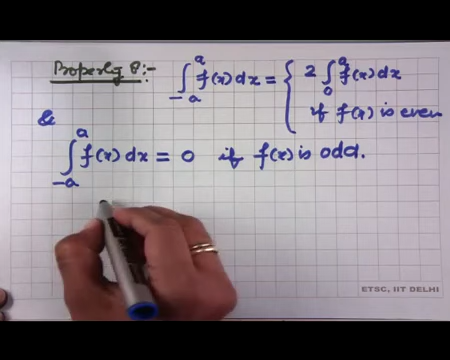 Property 8:-
∫_{-a}^{a} f(x) dx = { 2 ∫_{0}^{a} f(x) dx
if f(x) is even
&
∫_{-a}^{a} f(x) dx = 0 if f(x) is odd.
ETSC, IIT DELHI